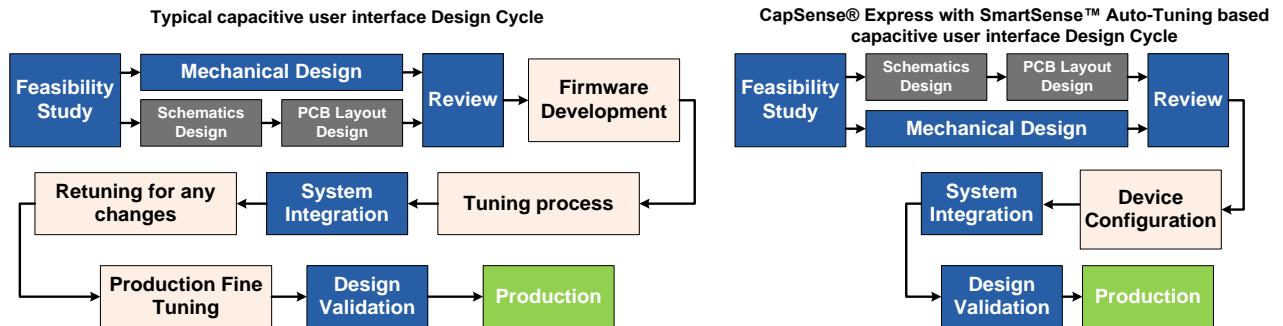 Typical capacitive user interface Design Cycle
Feasibility
Study
Mechanical Design
Schematics
Design
PCB Layout
Design
Review
Firmware
Development
Retuning for any
changes
System
Integration
Tuning process
Production Fine
Tuning
Design
Validation
Production
CapSense® Express with SmartSense™ Auto-Tuning based
capacitive user interface Design Cycle
Feasibility
Study
Schematics
Design
PCB Layout
Design
Mechanical Design
Review
System
Integration
Device
Configuration
Design
Validation
Production